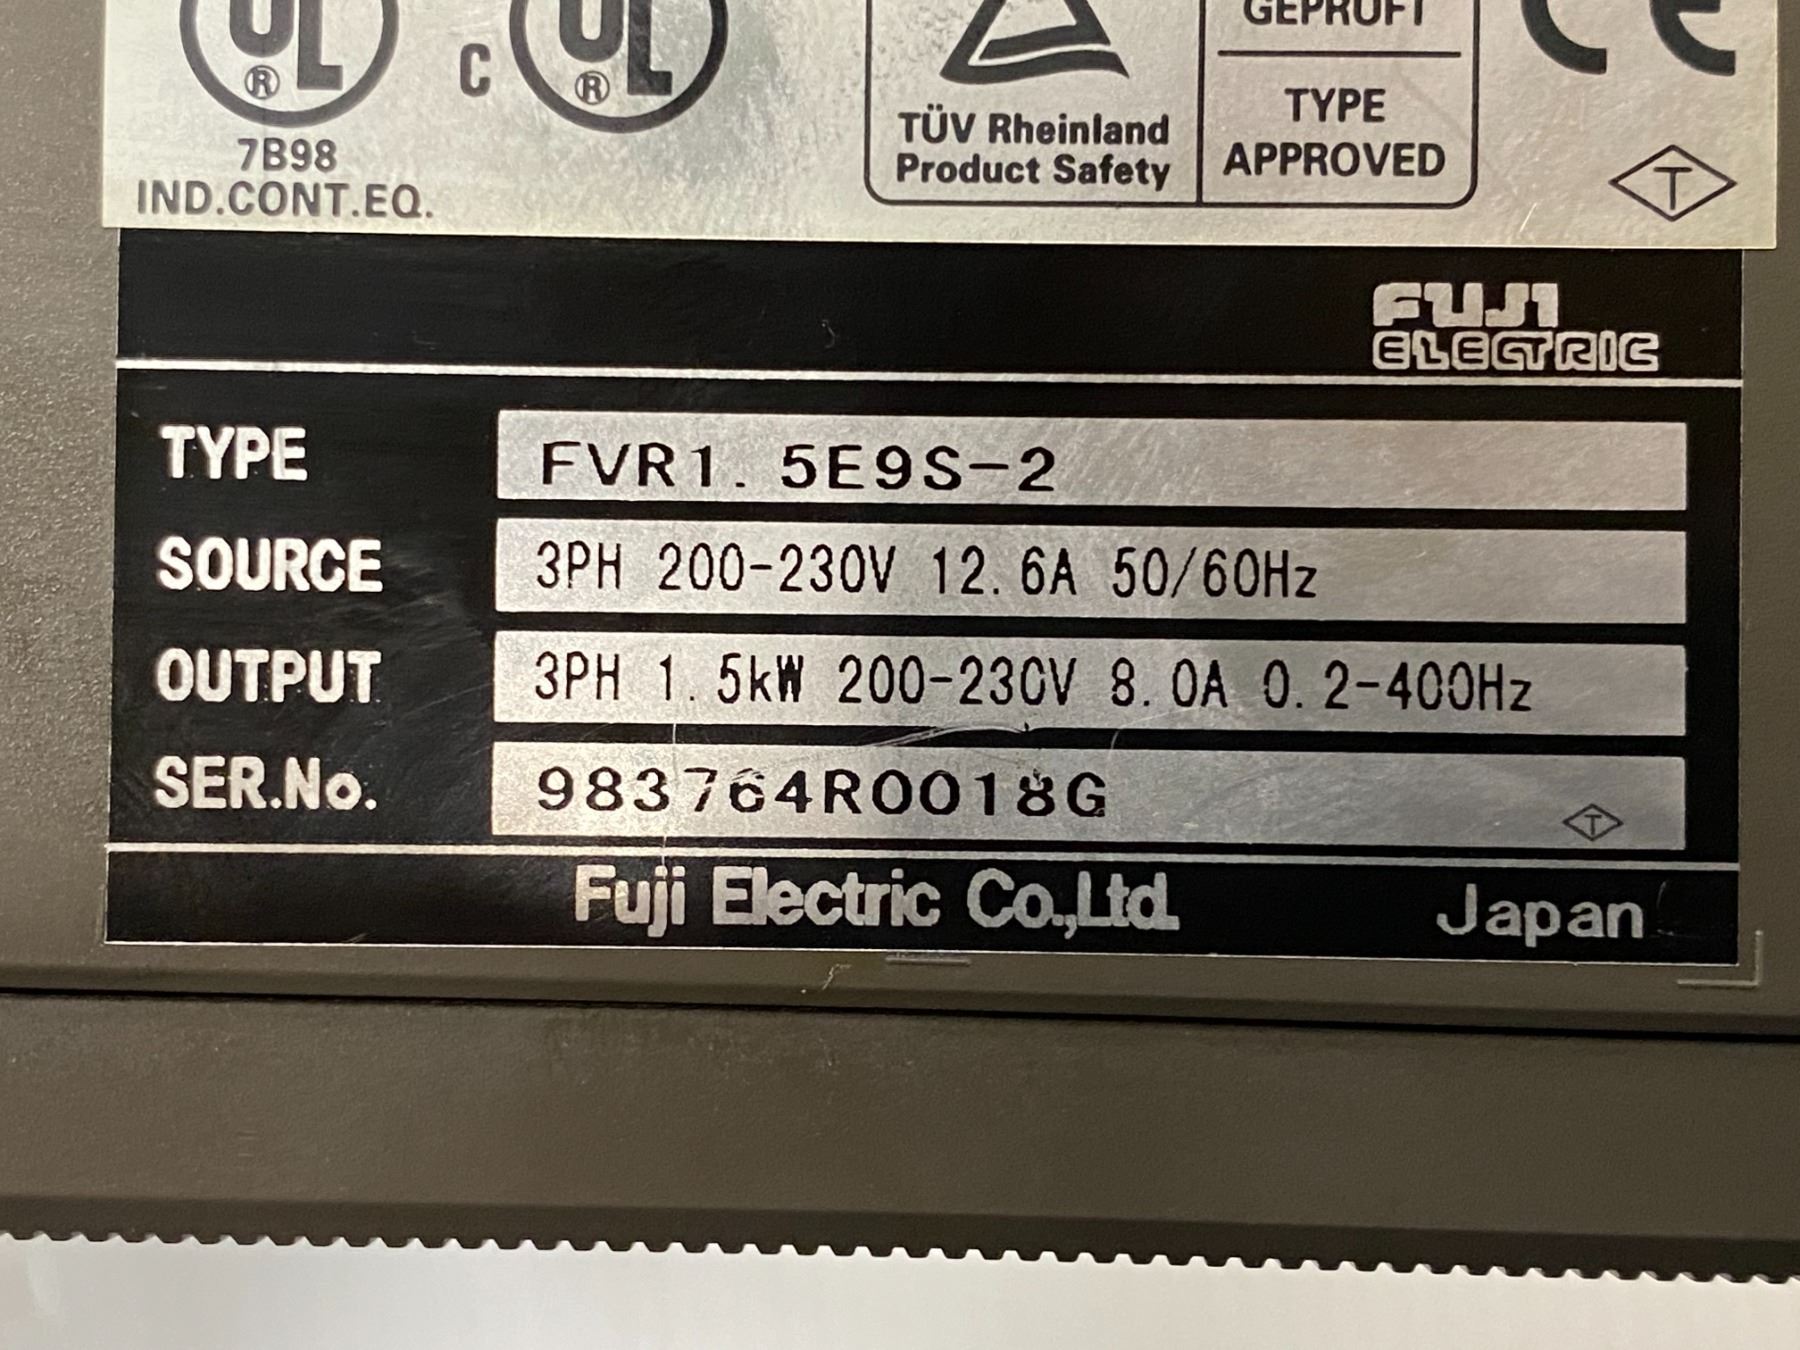 UL UL
® C ®
7B98
IND.CONT.EQ.
TÜV Rheinland
Product Safety
GEPRÜFT
TYPE
APPROVED
CE
T
FUJI
ELECTRIC
TYPE FVR1.5E9S-2
SOURCE 3PH 200-230V 12.6A 50/60Hz
OUTPUT 3PH 1.5kW 200-230V 8.0A 0.2-400Hz
SER.No. 983764R0018G
T
Fuji Electric Co.,Ltd. Japan